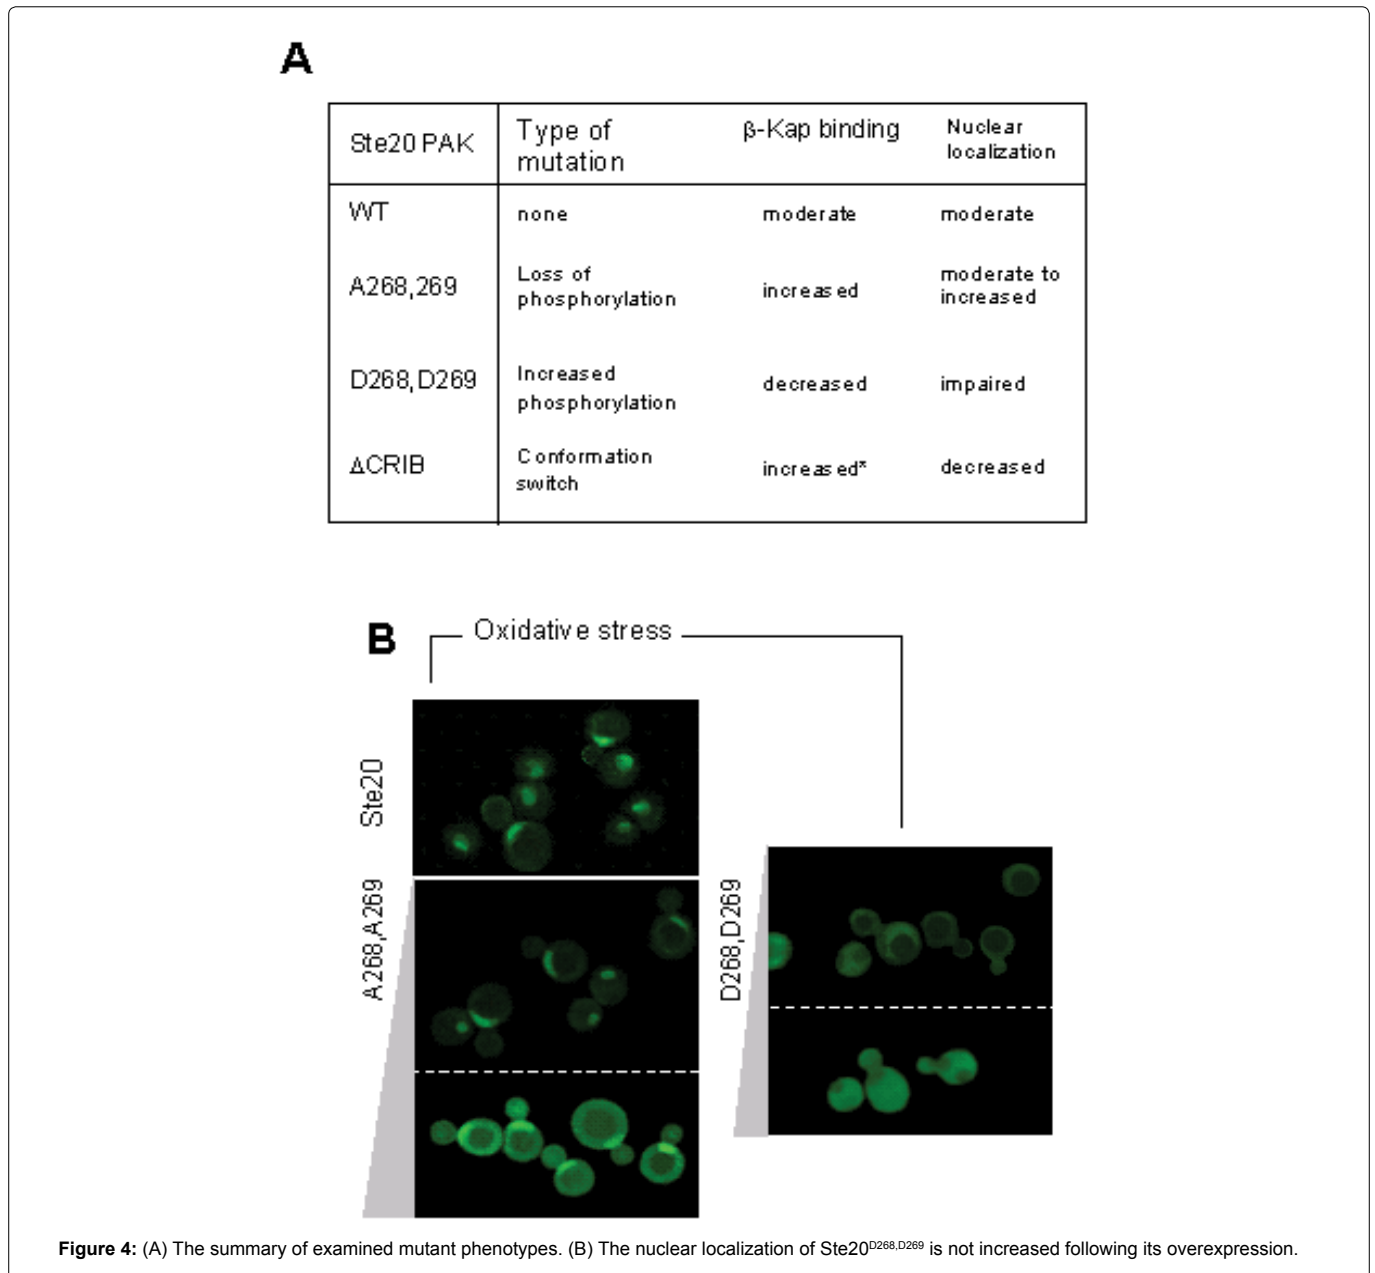 A
Ste20 PAK
Type of
mutation
β-Kap binding
Nuclear
localization
WT
none
moderate
moderate
A268,269
Loss of
phosphorylation
increased
moderate to
increased
D268,D269
Increased
phosphorylation
decreased
impaired
ΔCRIB
Conformation
switch
increased*
decreased
B
Oxidative stress
Ste20
A268,A269
D268,D269
Figure 4: (A) The summary of examined mutant phenotypes. (B) The nuclear localization of Ste20D268,D269 is not increased following its overexpression.